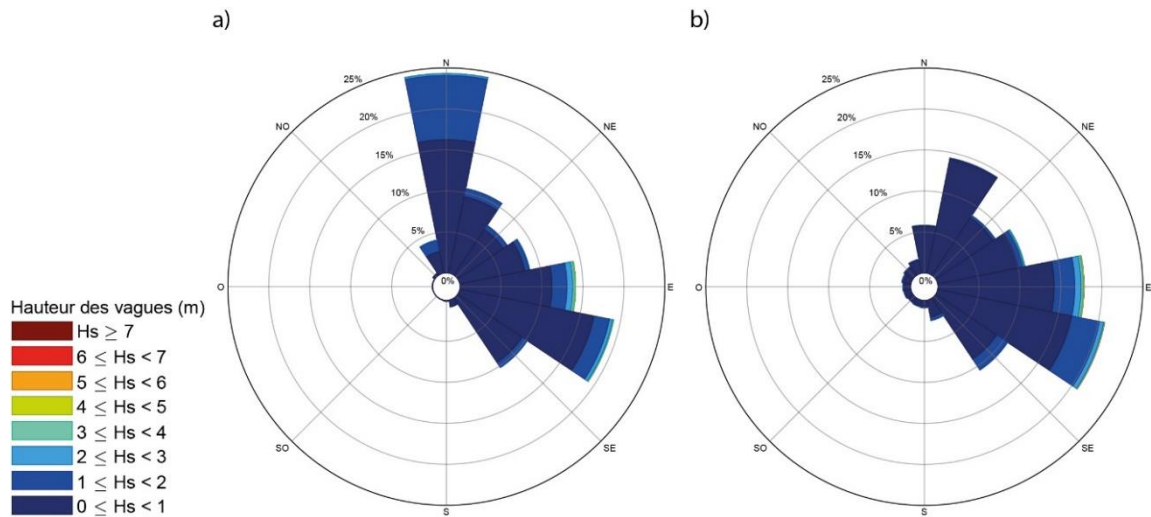 a)
b)
N
25%
20%
15%
10%
5%
0%
NO
NE
O
E
SO
SE
S
N
25%
20%
15%
10%
5%
0%
NO
NE
O
E
SO
SE
S
Hauteur des vagues (m)
Hs ≥ 7
6 ≤ Hs < 7
5 ≤ Hs < 6
4 ≤ Hs < 5
3 ≤ Hs < 4
2 ≤ Hs < 3
1 ≤ Hs < 2
0 ≤ Hs < 1